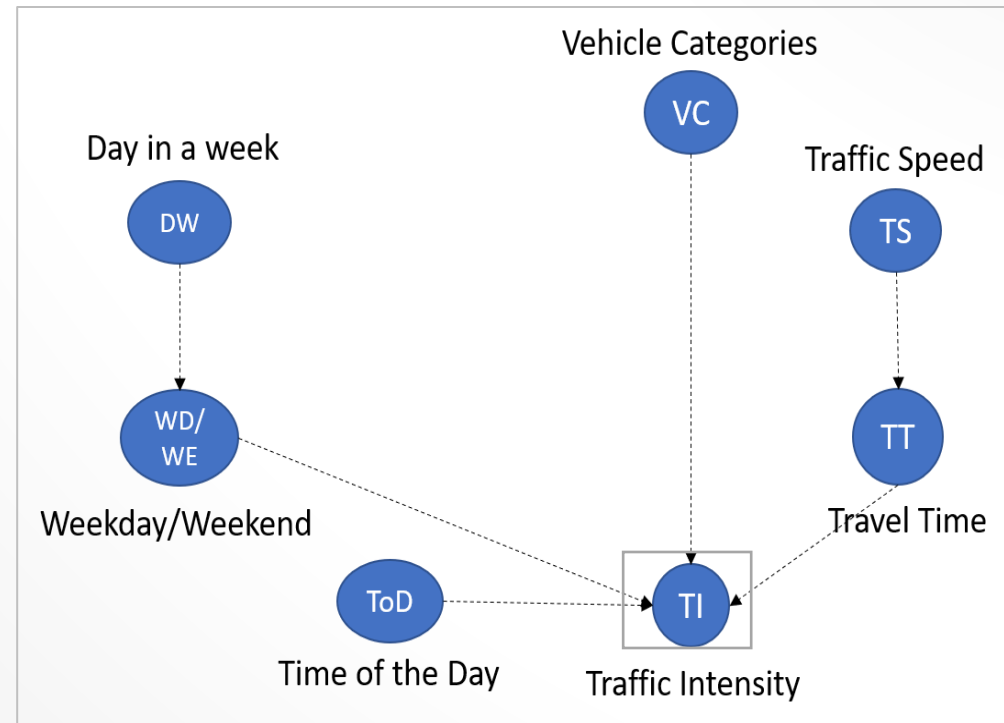 Vehicle Categories
VC
Day in a week
DW
Traffic Speed
TS
WD/
WE
Weekday/Weekend
TT
Travel Time
ToD
Time of the Day
TI
Traffic Intensity